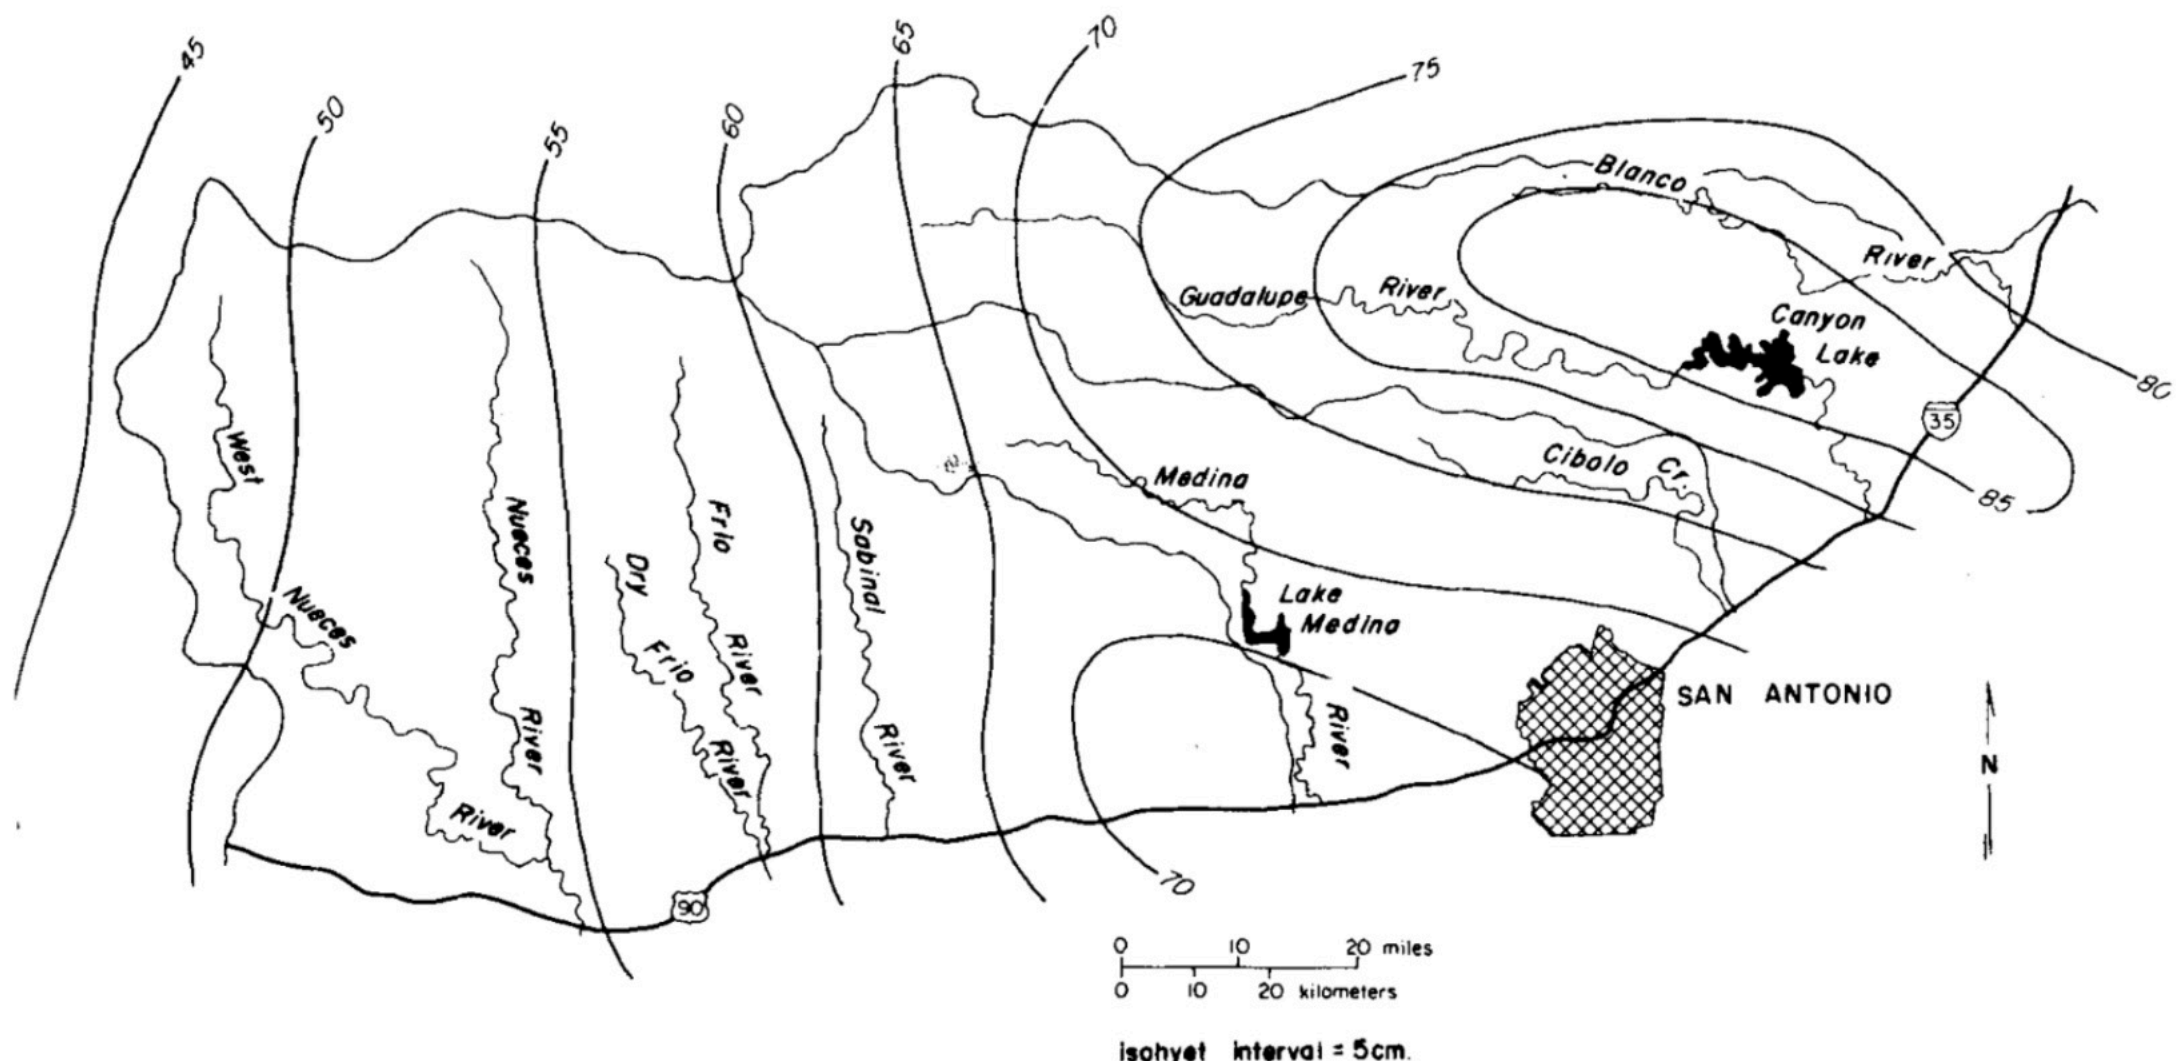 45
50
55
60
65
70
75
80
85
70
Blanco
River
Guadalupe
River
Canyon
Lake
35
West
Nueces
River
Nueces
River
Dry
Frio
River
Frio
River
Sabinal
River
Medina
River
Lake
Medina
Cibolo Cr.
SAN ANTONIO
N
90
0 10 20 miles
0 10 20 kilometers
isohyet interval = 5cm.